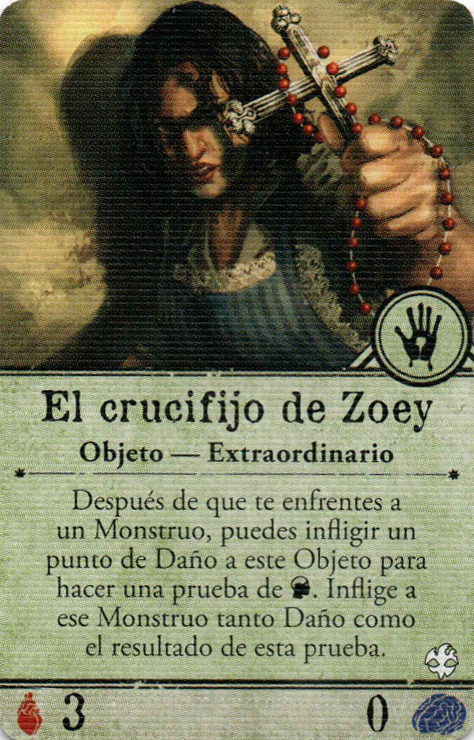 El crucifijo de Zoey
Objeto — Extraordinario
Después de que te enfrentes a
un Monstruo, puedes infligir un
punto de Daño a este Objeto para
hacer una prueba de . Inflige a
ese Monstruo tanto Daño como
el resultado de esta prueba.
3 0